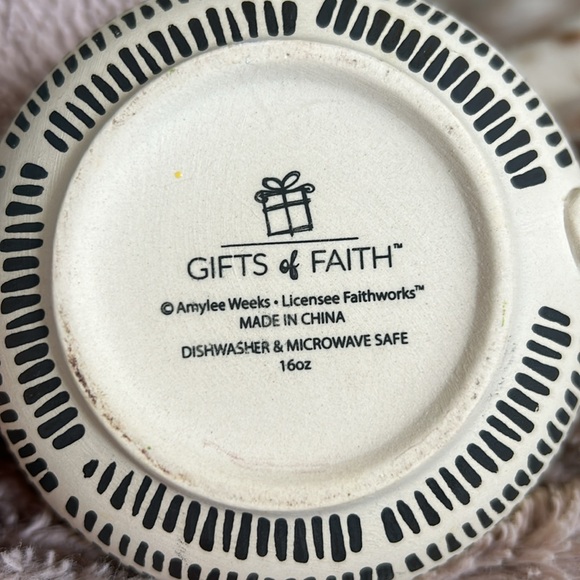 GIFTS of FAITH™
© Amylee Weeks • Licensee Faithworks™
MADE IN CHINA
DISHWASHER & MICROWAVE SAFE
16oz